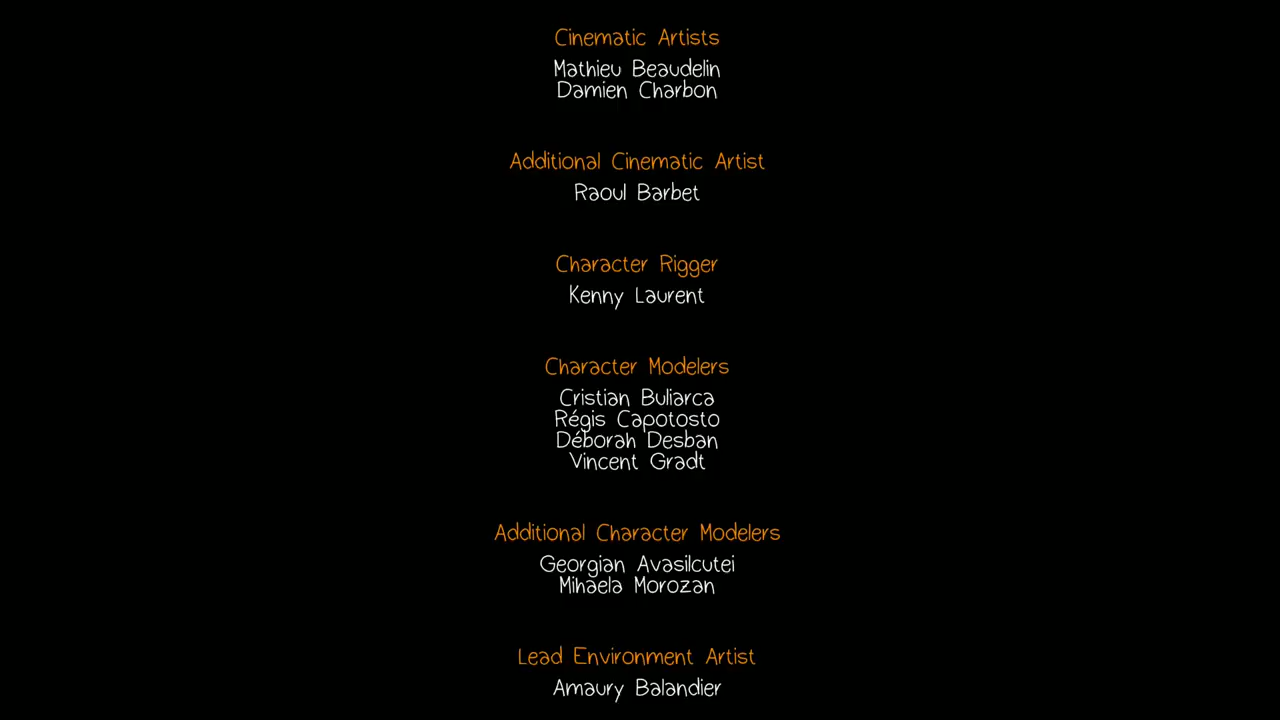 Cinematic Artists
Mathieu Beaudelin
Damien Charbon
Additional Cinematic Artist
Raoul Barbet
Character Rigger
Kenny Laurent
Character Modelers
Cristian Buliarca
Régis Capotosto
Déborah Desban
Vincent Gradt
Additional Character Modelers
Georgian Avasilcutei
Mihaela Morozan
Lead Environment Artist
Amaury Balandier